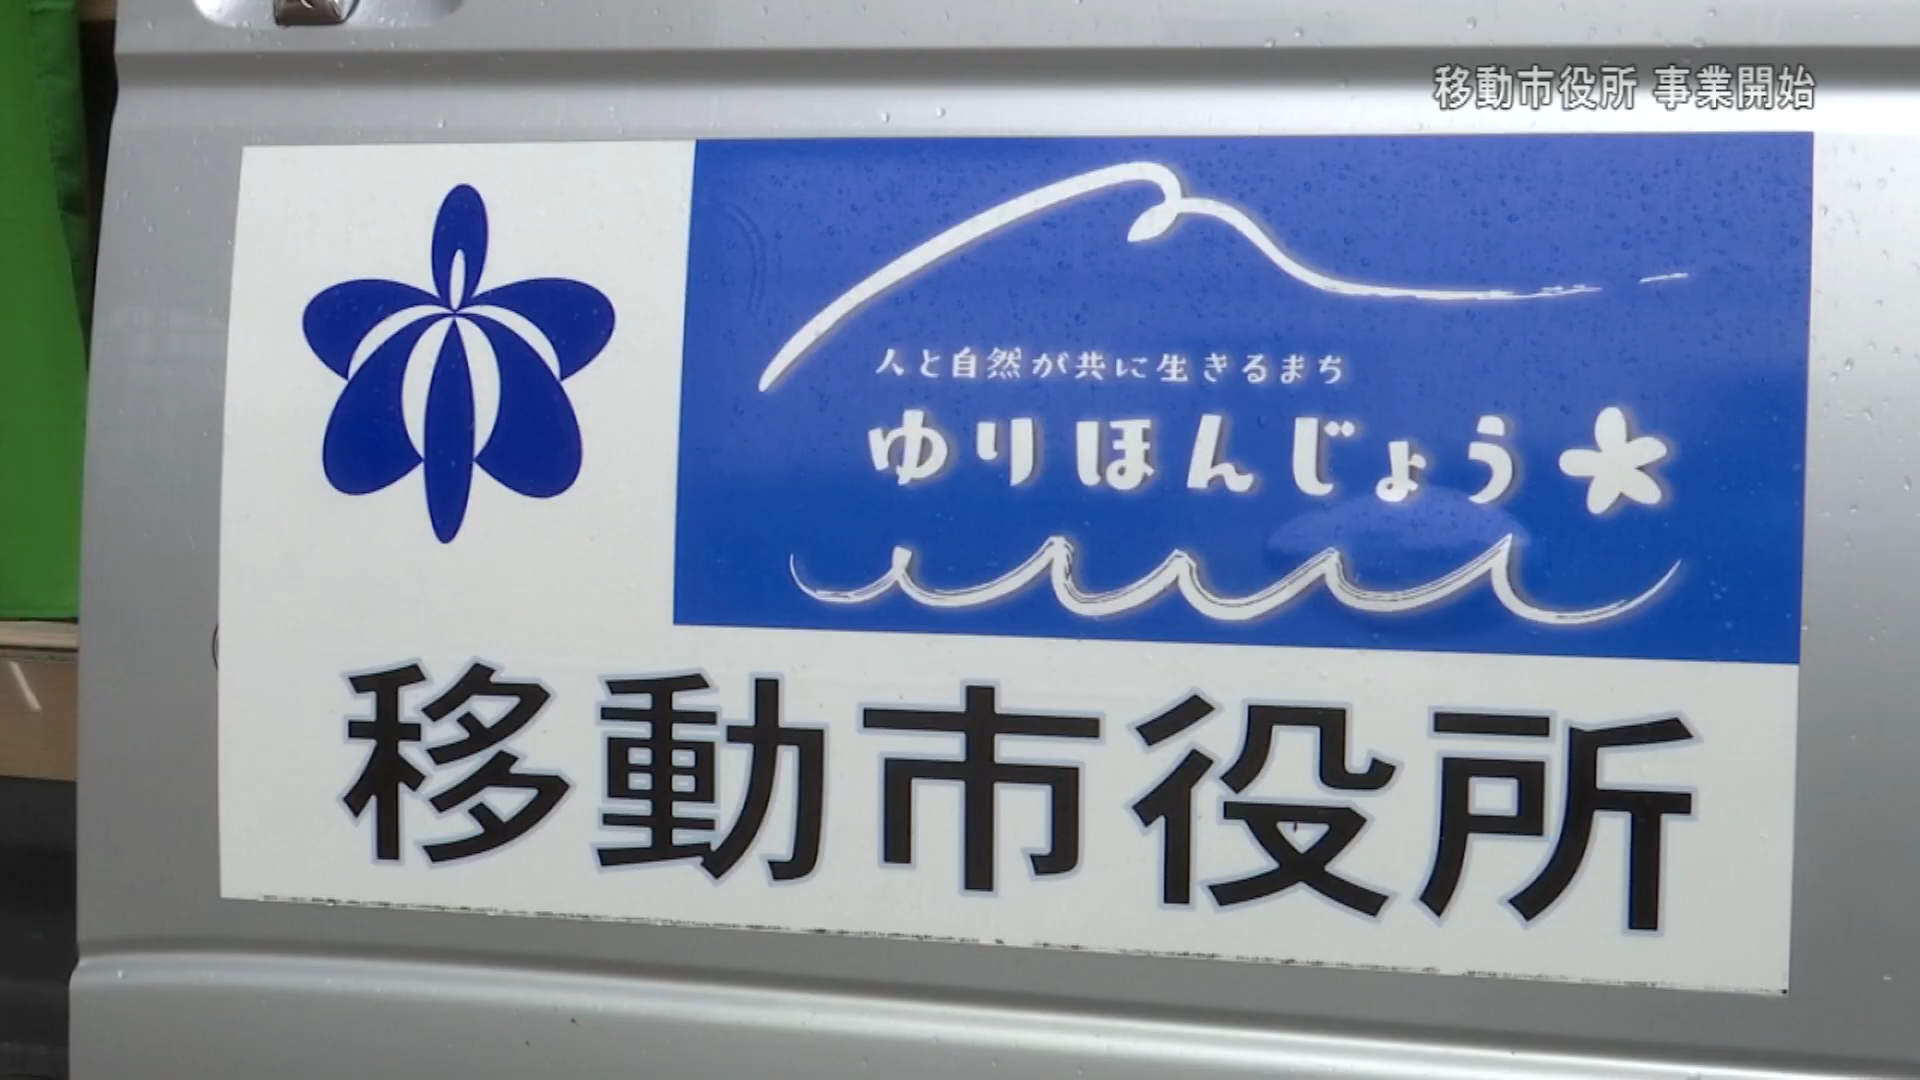 移動市役所 事業開始
人と自然が共に生きるまち
ゆりほんじょう
移動市役所